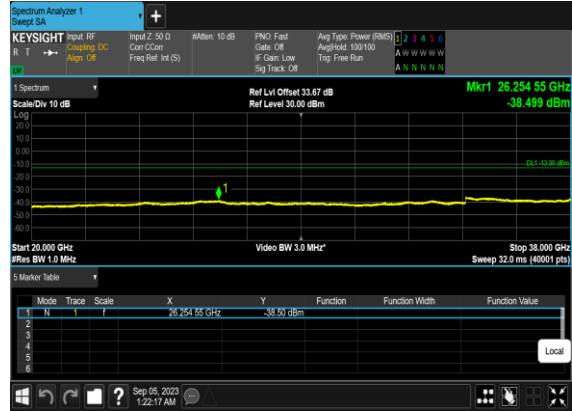 Spectrum Analyzer 1
Swept SA
+
KEYSIGHT
R T
LW
Input: RF
Coupling: DC
Align: Off
Input Z: 50 Ω
Corr CCorr
Freq Ref: Int (S)
#Atten: 10 dB
PNO: Fast
Gate: Off
IF Gain: Low
Sig Track: Off
Avg Type: Power (RMS)
Avg|Hold: 100/100
Trig: Free Run
1 2 3 4 5 6
A W W W W W
A N N N N N
1 Spectrum
Scale/Div 10 dB
Ref Lvl Offset 33.67 dB
Ref Level 30.00 dBm
Mkr1 26.254 55 GHz
-38.499 dBm
Log
20.0
10.0
0.00
-10.0
DL1 -13.00 dBm
-20.0
-30.0
1
-40.0
-50.0
-60.0
Start 20.000 GHz
#Res BW 1.0 MHz
Video BW 3.0 MHz*
Stop 38.000 GHz
Sweep 32.0 ms (40001 pts)
5 Marker Table
Mode Trace Scale X Y Function Function Width Function Value
1 N 1 f 26.254 55 GHz -38.50 dBm
2
3
4
5
6
Local
?
Sep 05, 2023
1:22:17 AM